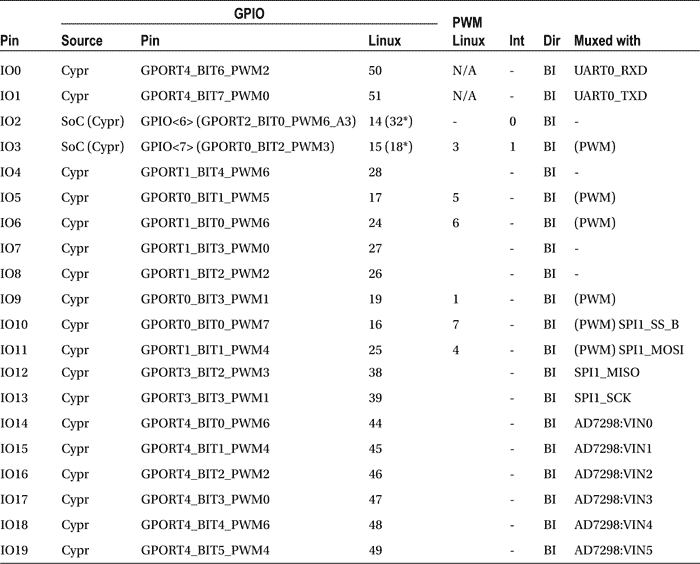 GPIO
PWM
Pin Source Pin Linux Linux Int Dir Muxed with
IO0 Cypr GPORT4_BIT6_PWM2 50 N/A - BI UART0_RXD
IO1 Cypr GPORT4_BIT7_PWM0 51 N/A - BI UART0_TXD
IO2 SoC (Cypr) GPIO<6> (GPORT2_BIT0_PWM6_A3) 14 (32*) - 0 BI -
IO3 SoC (Cypr) GPIO<7> (GPORT0_BIT2_PWM3) 15 (18*) 3 1 BI (PWM)
IO4 Cypr GPORT1_BIT4_PWM6 28 - BI -
IO5 Cypr GPORT0_BIT1_PWM5 17 5 - BI (PWM)
IO6 Cypr GPORT1_BIT0_PWM6 24 6 - BI (PWM)
IO7 Cypr GPORT1_BIT3_PWM0 27 - BI -
IO8 Cypr GPORT1_BIT2_PWM2 26 - BI -
IO9 Cypr GPORT0_BIT3_PWM1 19 1 - BI (PWM)
IO10 Cypr GPORT0_BIT0_PWM7 16 7 - BI (PWM) SPI1_SS_B
IO11 Cypr GPORT1_BIT1_PWM4 25 4 - BI (PWM) SPI1_MOSI
IO12 Cypr GPORT3_BIT2_PWM3 38 - BI SPI1_MISO
IO13 Cypr GPORT3_BIT3_PWM1 39 - BI SPI1_SCK
IO14 Cypr GPORT4_BIT0_PWM6 44 - BI AD7298:VIN0
IO15 Cypr GPORT4_BIT1_PWM4 45 - BI AD7298:VIN1
IO16 Cypr GPORT4_BIT2_PWM2 46 - BI AD7298:VIN2
IO17 Cypr GPORT4_BIT3_PWM0 47 - BI AD7298:VIN3
IO18 Cypr GPORT4_BIT4_PWM6 48 - BI AD7298:VIN4
IO19 Cypr GPORT4_BIT5_PWM4 49 - BI AD7298:VIN5